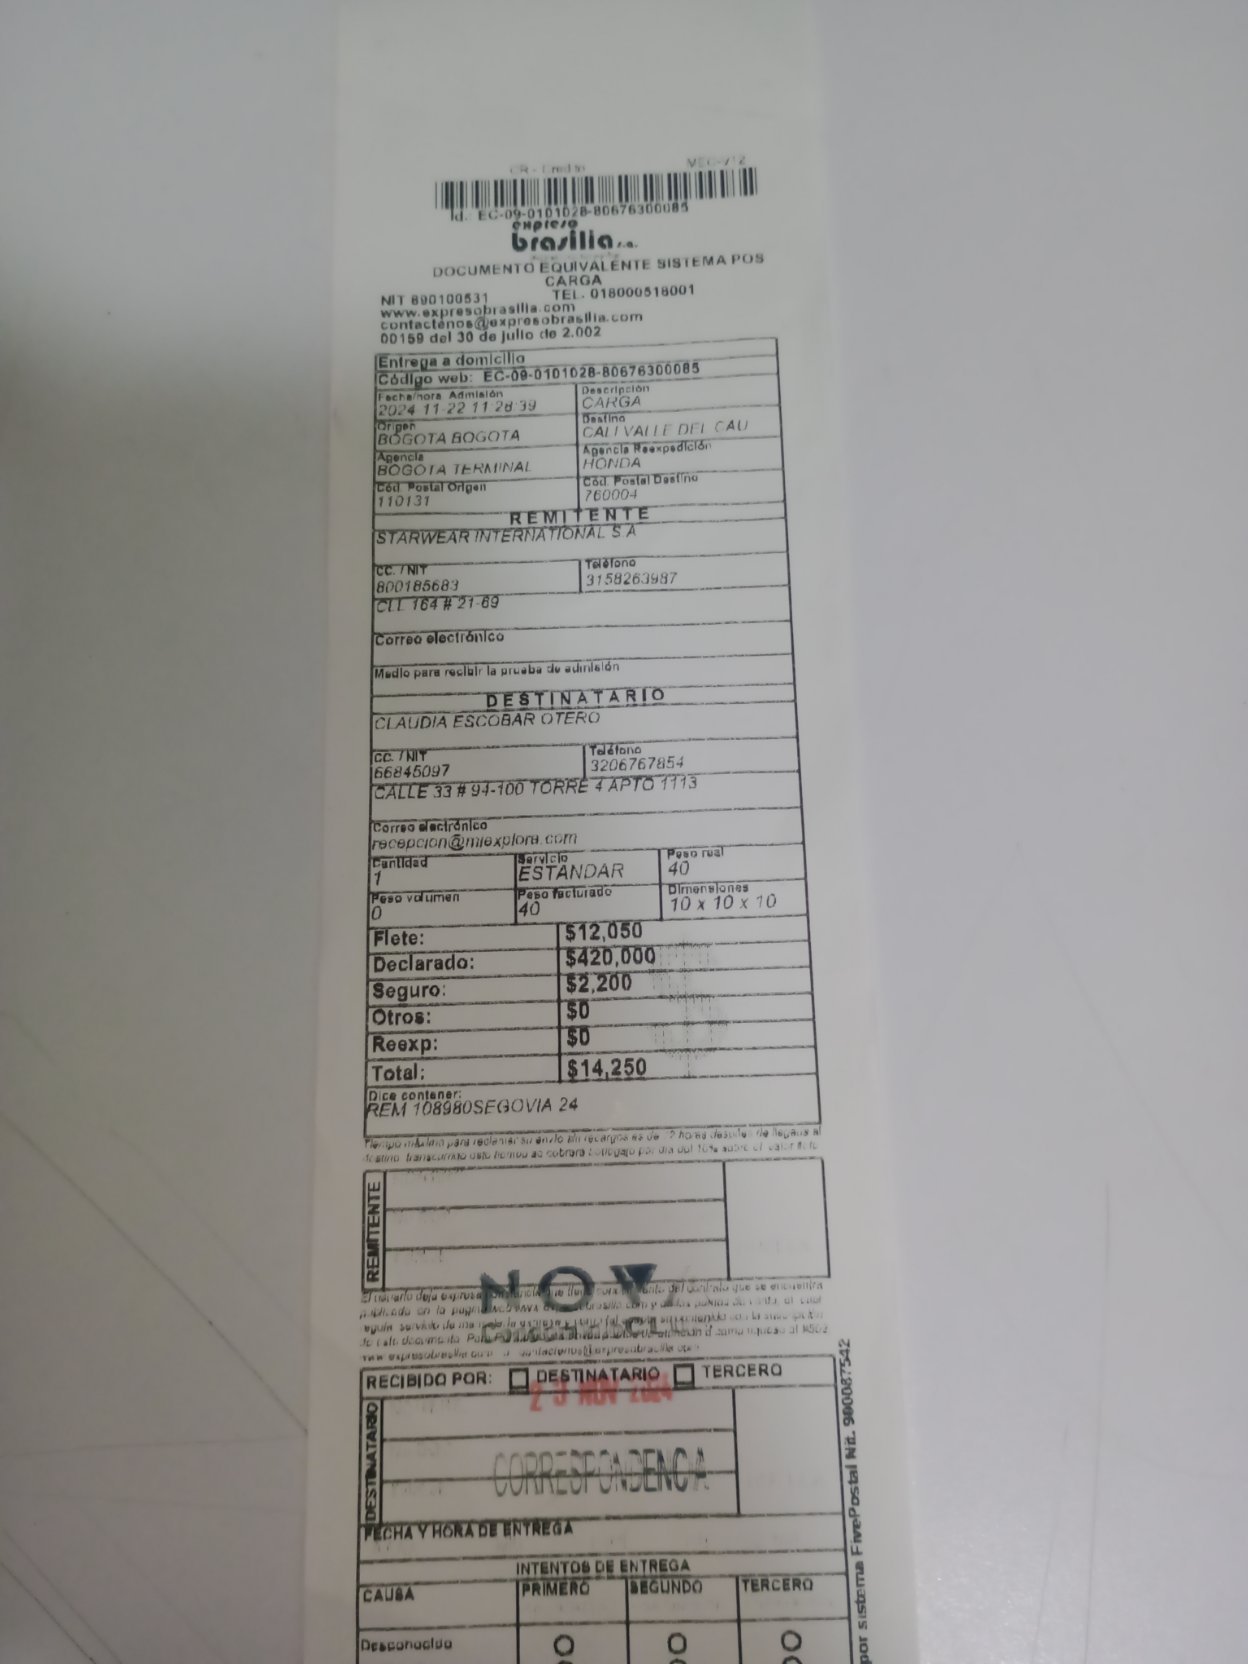 CR - Credito
Id.: EC-09-0101028-80676300085
expreso
brasilia s.a.
DOCUMENTO EQUIVALENTE SISTEMA POS
CARGA
NIT 890100531 TEL. 018000518001
www.expresobrasilia.com
contactenos@expresobrasilia.com
00159 del 30 de julio de 2.002
Entrega a domicilio
Código web: EC-09-0101028-80676300085
Fecha/hora Admisión Descripción
2024-11-22 11:28:39 CARGA
Origen Destino
BOGOTA BOGOTA CALI VALLE DEL CAU
Agencia Agencia Reexpedición
BOGOTA TERMINAL HONDA
Cód. Postal Origen Cód. Postal Destino
110131 760004
REMITENTE
STARWEAR INTERNATIONAL S.A
CC. / NIT Teléfono
800185683 3158263987
CLL 164 # 21-69
Correo electrónico
Medio para recibir la prueba de admisión
DESTINATARIO
CLAUDIA ESCOBAR OTERO
CC. / NIT Teléfono
66845097 3206767854
CALLE 33 # 94-100 TORRE 4 APTO 1113
Correo electrónico
recepcion@miexplora.com
Cantidad Servicio Peso real
1 ESTANDAR 40
Peso volumen Peso facturado Dimensiones
0 40 10 x 10 x 10
Flete: $12,050
Declarado: $420,000
Seguro: $2,200
Otros: $0
Reexp: $0
Total: $14,250
Dice contener:
REM 108980SEGOVIA 24
REMITENTE
RECIBIDO POR: DESTINATARIO TERCERO
2 3 NOV 2024
DESTINATARIO
CORRESPONDENCIA
FECHA Y HORA DE ENTREGA
INTENTOS DE ENTREGA
CAUSA PRIMERO SEGUNDO TERCERO
Desconocido
por sistema FivePostal Nit. 900087542